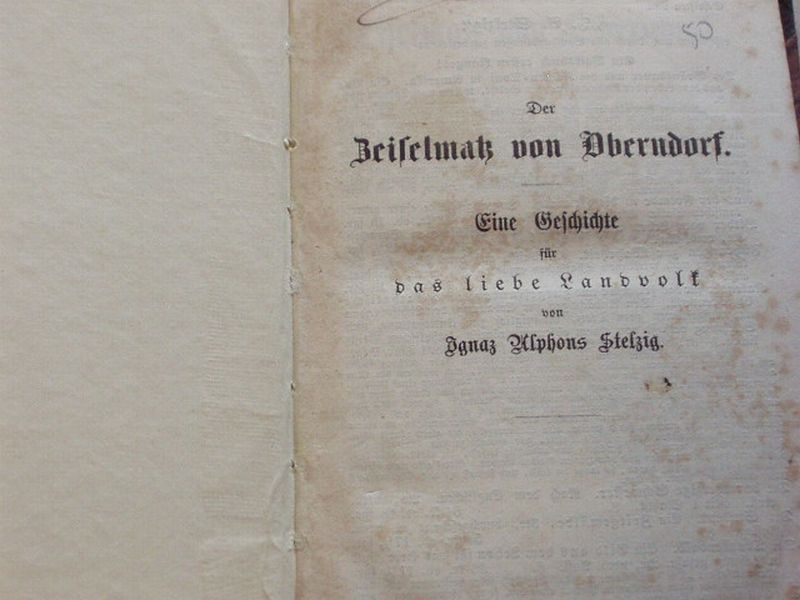 50
Der
Zeiselmatz von Oberndorf.
Eine Geschichte
für
das liebe Landvolk
von
Ignaz Alphons Stelzig.